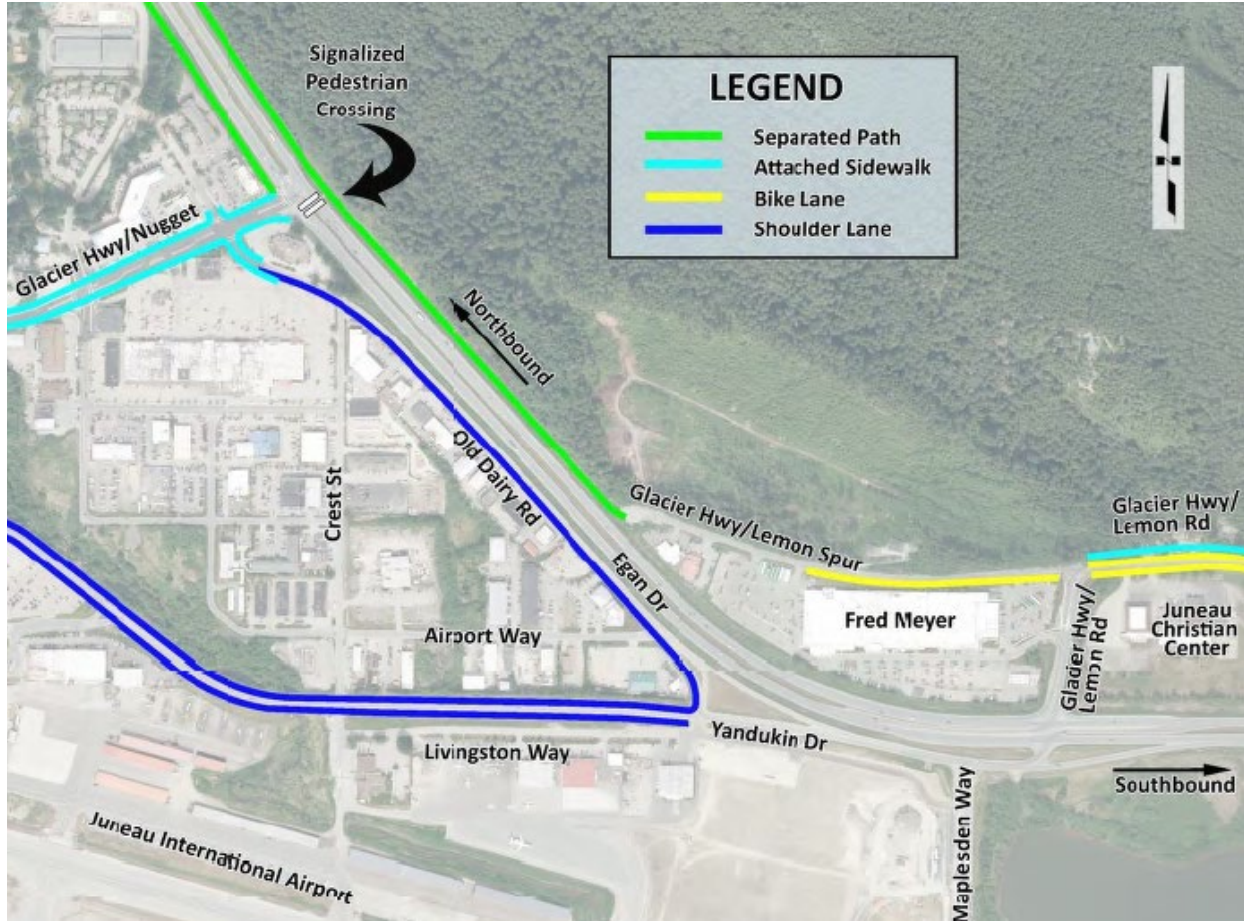 Signalized
Pedestrian
Crossing
LEGEND
Separated Path
Attached Sidewalk
Bike Lane
Shoulder Lane
N
Glacier Hwy/Nugget
Northbound
Old Dairy Rd
Crest St
Glacier Hwy/Lemon Spur
Glacier Hwy/
Lemon Rd
Egan Dr
Fred Meyer
Glacier Hwy/
Lemon Rd
Juneau
Christian
Center
Airport Way
Yandukin Dr
Livingston Way
Southbound
Maplesden Way
Juneau International Airport